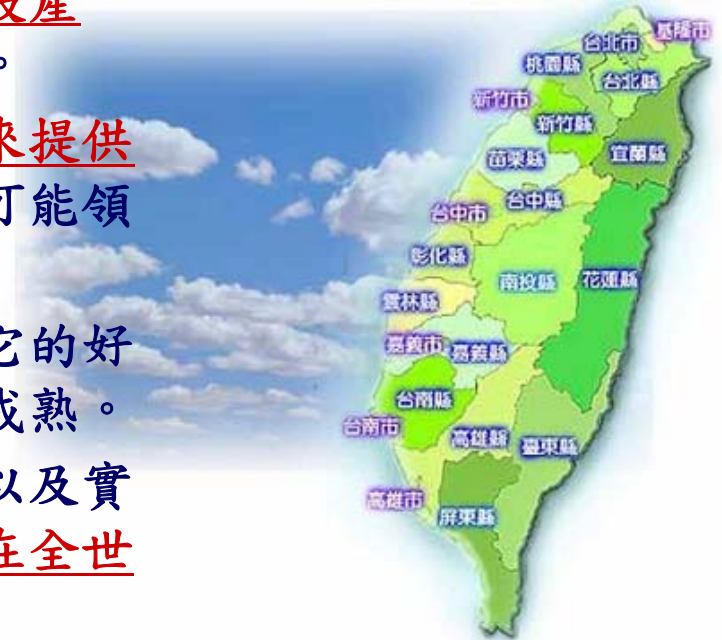 及產
。
來提供
可能領
它的好
成熟。
以及實
在全世
基隆市
台北市
桃園縣
台北縣
新竹市
新竹縣
宜蘭縣
苗栗縣
台中縣
台中市
彰化縣
南投縣
花蓮縣
雲林縣
嘉義市
嘉義縣
台南縣
台南市
高雄縣
臺東縣
高雄市
屏東縣